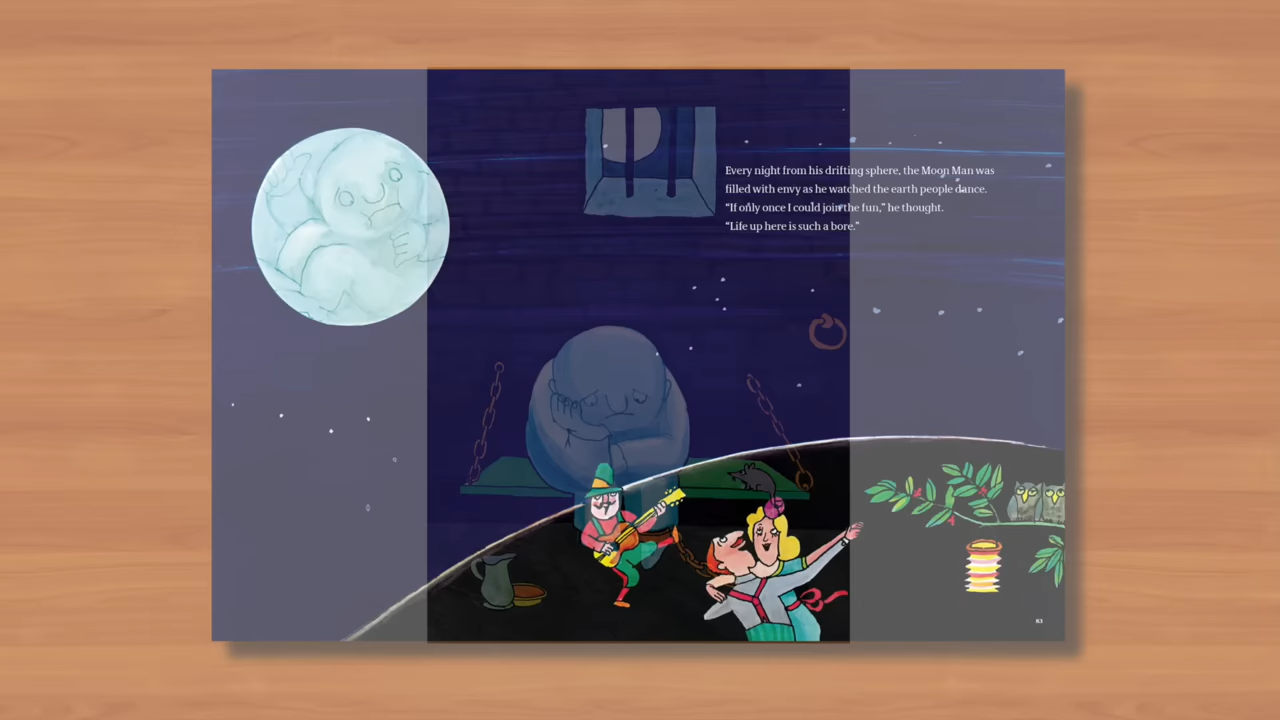 Every night from his drifting sphere, the Moon Man was
filled with envy as he watched the earth people dance.
“If only once I could join the fun,” he thought.
“Life up here is such a bore.”